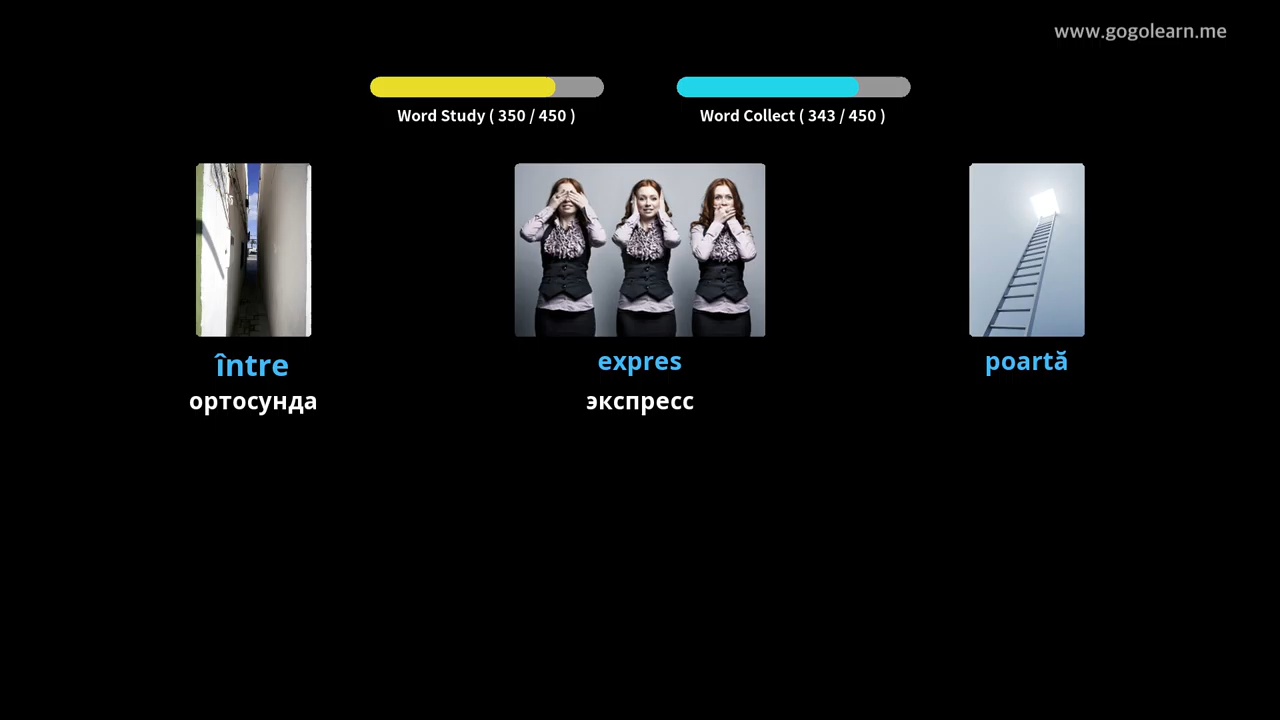 www.gogolearn.me
Word Study ( 350 / 450 )
Word Collect ( 343 / 450 )
între
ортосунда
expres
экспресс
poartă